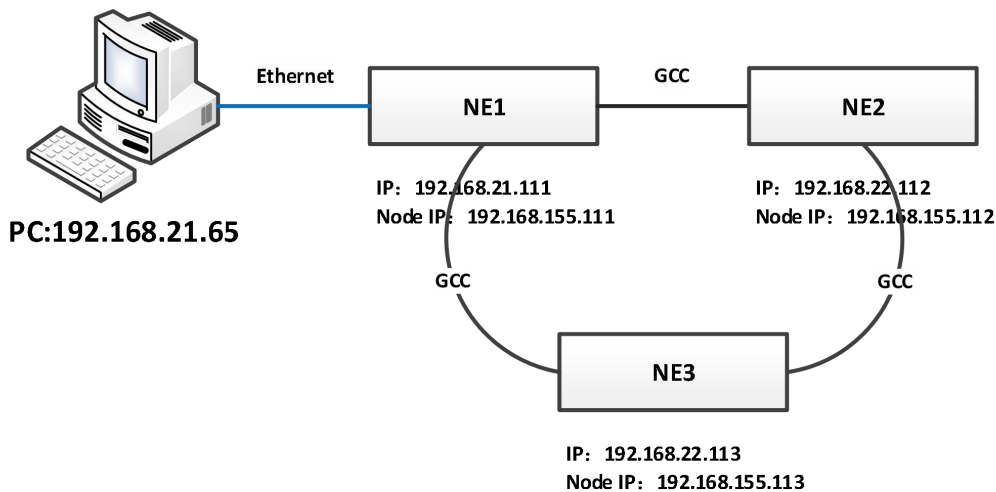 Ethernet
GCC
NE1
NE2
IP： 192.168.21.111
Node IP： 192.168.155.111
IP： 192.168.22.112
Node IP： 192.168.155.112
PC:192.168.21.65
GCC
GCC
NE3
IP： 192.168.22.113
Node IP： 192.168.155.113